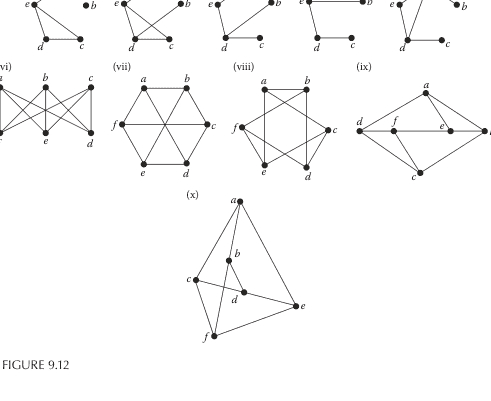 e b e b e b b e b
d c d c d c d c d c
vi) (vii) (viii) (ix)
a b c a b a b a
f c f c d f e b
e d e d e d c
(x)
a
b
c
d
e
f
FIGURE 9.12